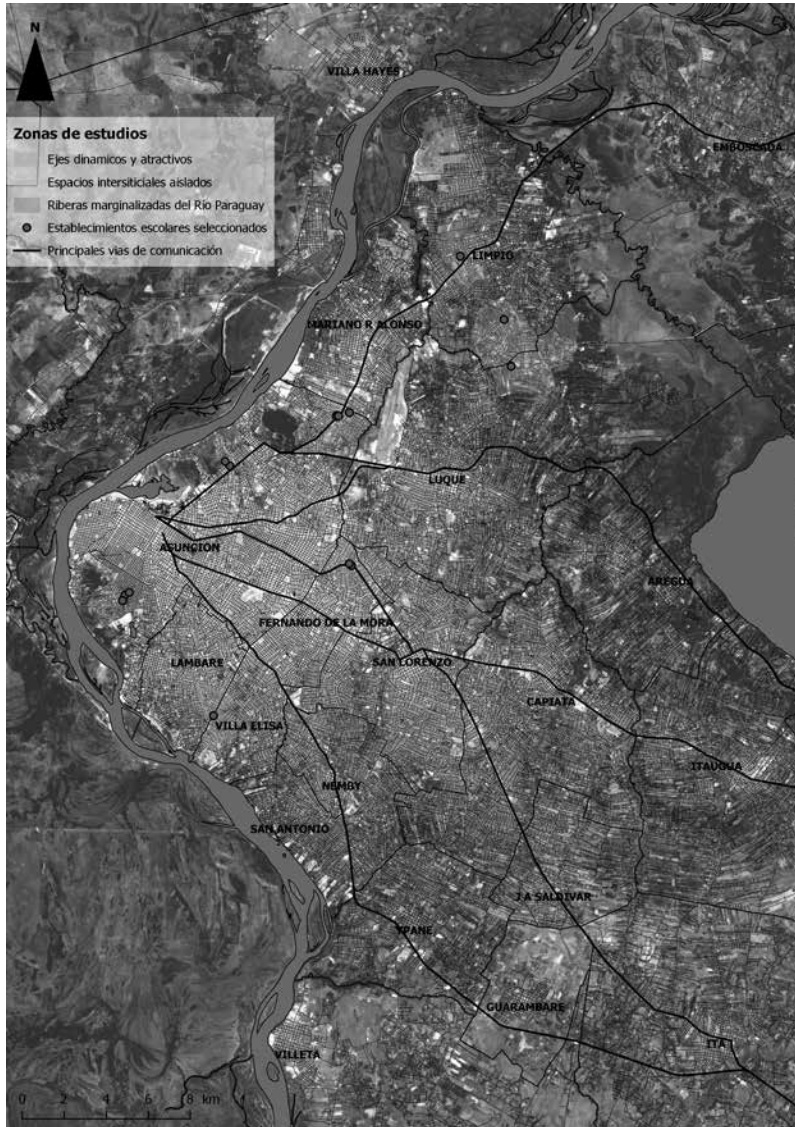 N
VILLA HAYES
Zonas de estudios
Ejes dinamicos y atractivos
Espacios intersiticiales aislados
Riberas marginalizadas del Río Paraguay
Establecimientos escolares seleccionados
Principales vias de comunicación
EMBOSCADA
LIMPIO
MARIANO R ALONSO
LUQUE
ASUNCION
AREGUA
FERNANDO DE LA MORA
LAMBARE
SAN LORENZO
CAPIATA
VILLA ELISA
ITAUGUA
NEMBY
SAN ANTONIO
J A SALDIVAR
YPANE
GUARAMBARE
ITA
VILLETA
0 2 4 6 8 km